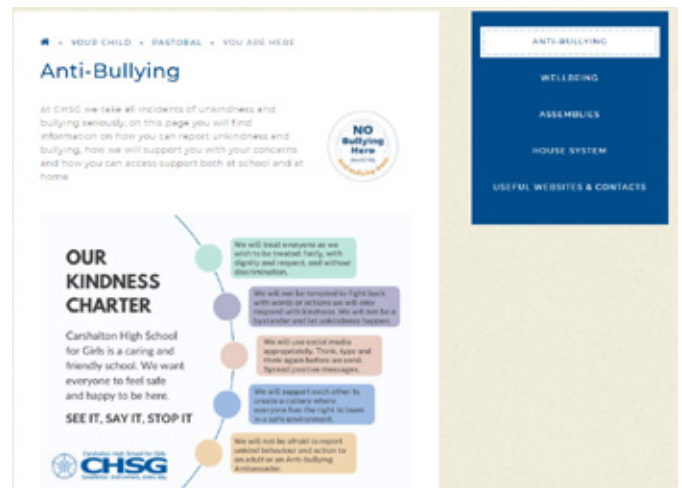 YOUR CHILD » PASTORAL » YOU ARE HERE
Anti-Bullying
At CHSG we take all incidents of unkindness and
bullying seriously, on this page you will find
information on how you can report unkindness and
bullying, how we will support you with your concerns
and how you can access support both at school and at
home.
NO
Bullying
Here
ANTI-BULLYING
WELLBEING
ASSEMBLIES
HOUSE SYSTEM
USEFUL WEBSITES & CONTACTS
OUR
KINDNESS
CHARTER
Carshalton High School
for Girls is a caring and
friendly school. We want
everyone to feel safe
and happy to be here.
SEE IT, SAY IT, STOP IT
We will treat everyone as we
wish to be treated: fairly, with
dignity and respect, and without
discrimination.
We will not be tempted to fight back
with words or actions we will only
respond with kindness. We will not be a
bystander and let unkindness happen.
We will use social media
appropriately. Think, type and
think again before we send.
Spread positive messages.
We will support each other to
create a culture where
everyone has the right to learn
in a safe environment.
We will not be afraid to report
unkind behaviour and action to
an adult or an Anti-bullying
Ambassador.
Carshalton High School for Girls
CHSG